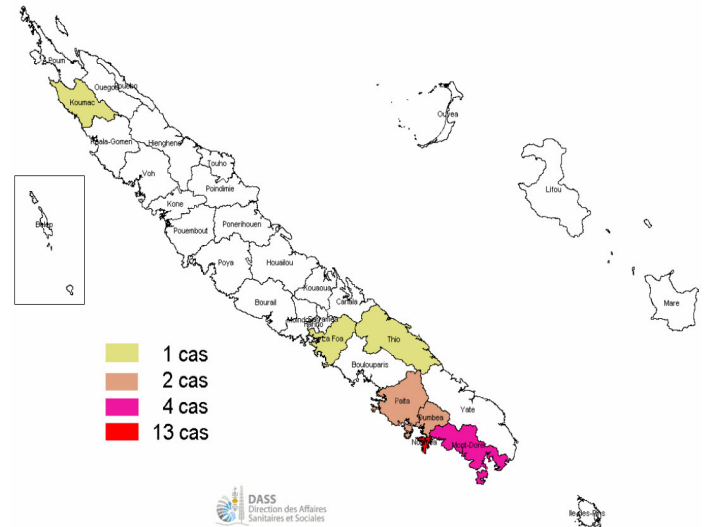 Poum
Ouegoa
Pouebo
Koumac
Kaala-Gomen
Hienghene
Touho
Voh
Poindimie
Kone
Pouembout
Ponerihouen
Poya
Houailou
Kouaoua
Bourail
Canala
La Foa
Thio
Boulouparis
Paita
Dumbea
Yate
Noumea
Mont-Dore
Ile des Pins
Ouvea
Lifou
Mare
Belep
1 cas
2 cas
4 cas
13 cas
DASS
Direction des Affaires
Sanitaires et Sociales